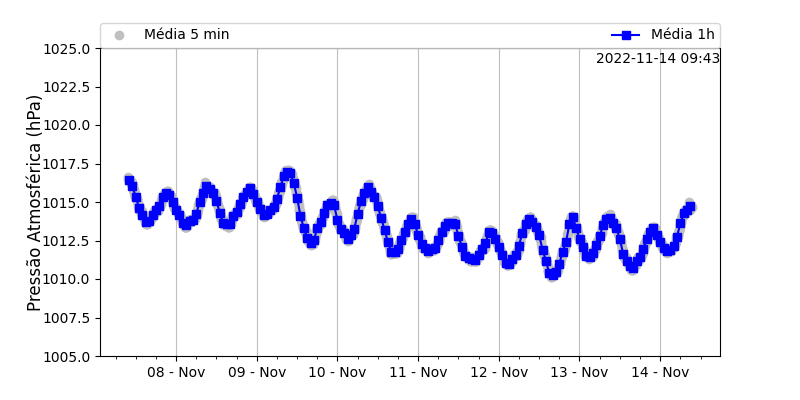 Média 5 min
Média 1h
2022-11-14 09:43
Pressão Atmosférica (hPa)
1025.0
1022.5
1020.0
1017.5
1015.0
1012.5
1010.0
1007.5
1005.0
08 - Nov
09 - Nov
10 - Nov
11 - Nov
12 - Nov
13 - Nov
14 - Nov